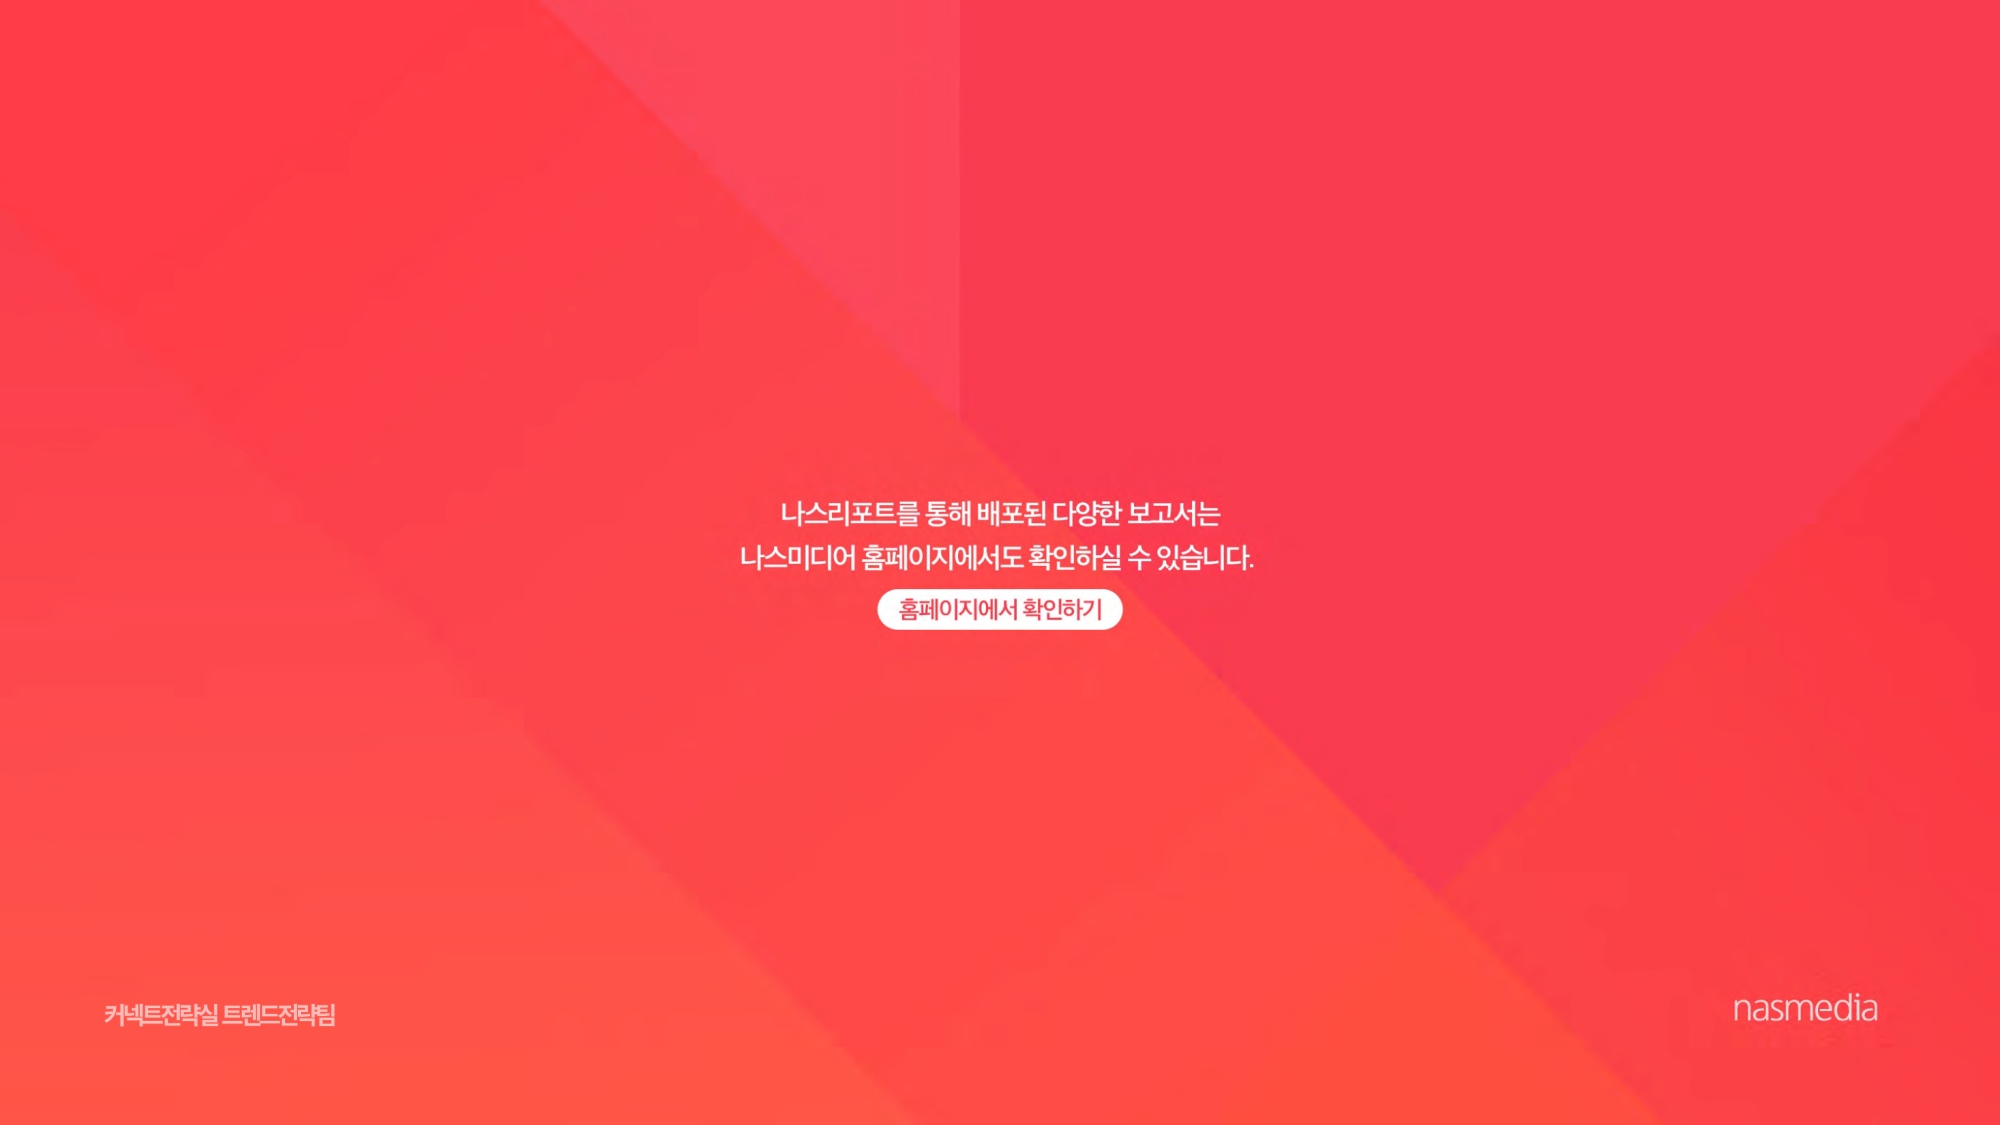 나스리포트를 통해 배포된 다양한 보고서는
나스미디어 홈페이지에서도 확인하실 수 있습니다.
홈페이지에서 확인하기
커넥트전략실 트렌드전략팀
nasmedia